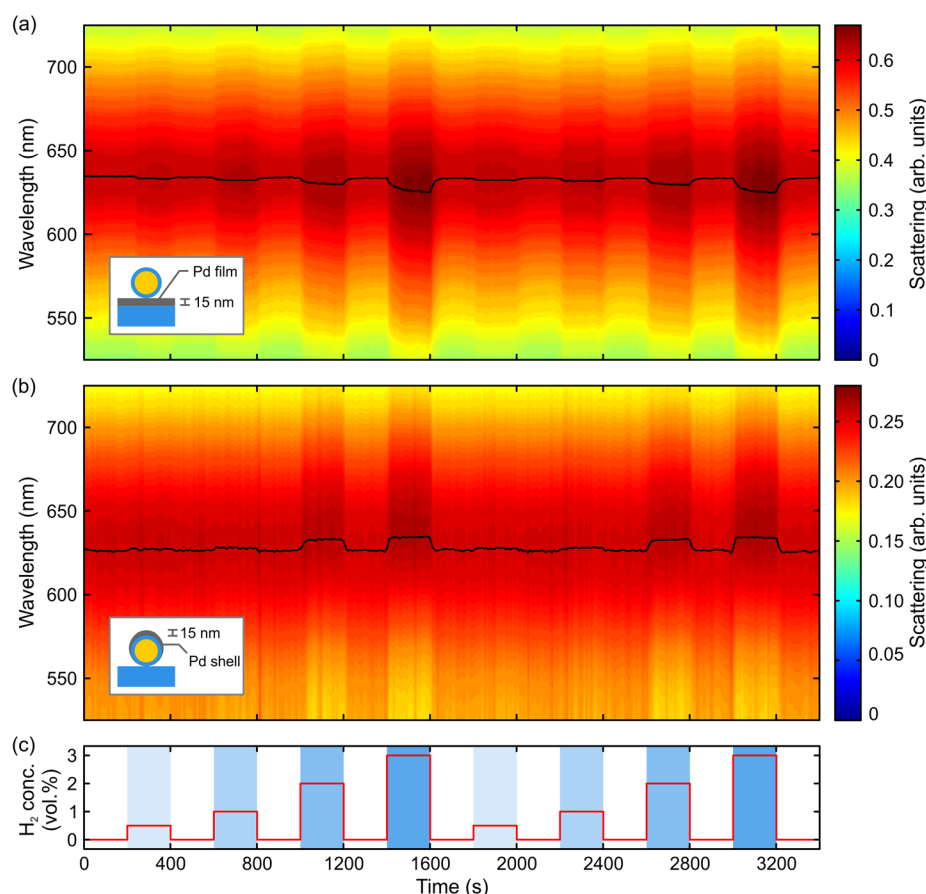 (a)
700
650
600
550
Wavelength (nm)
Pd film
15 nm
0.6
0.5
0.4
0.3
0.2
0.1
0
Scattering (arb. units)
(b)
700
650
600
550
Wavelength (nm)
15 nm
Pd shell
0.25
0.20
0.15
0.10
0.05
0
Scattering (arb. units)
(c)
3
2
1
0
H₂ conc.
(vol.%)
0 400 800 1200 1600 2000 2400 2800 3200
Time (s)